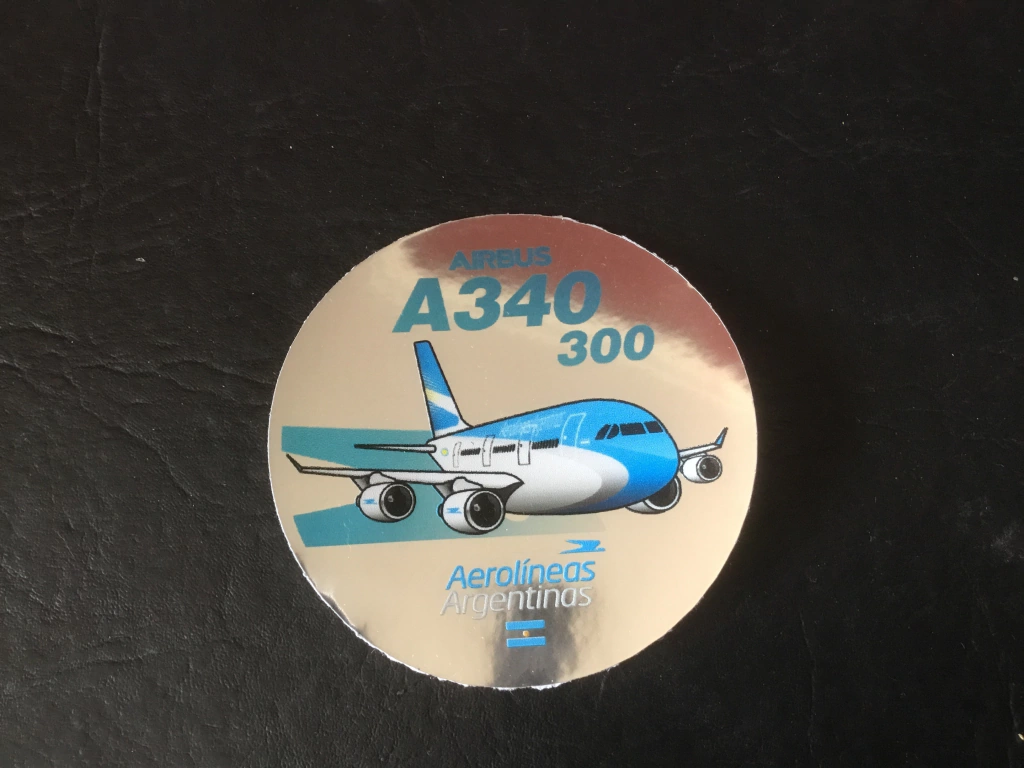 AIRBUS
A340
300
Aerolíneas
Argentinas